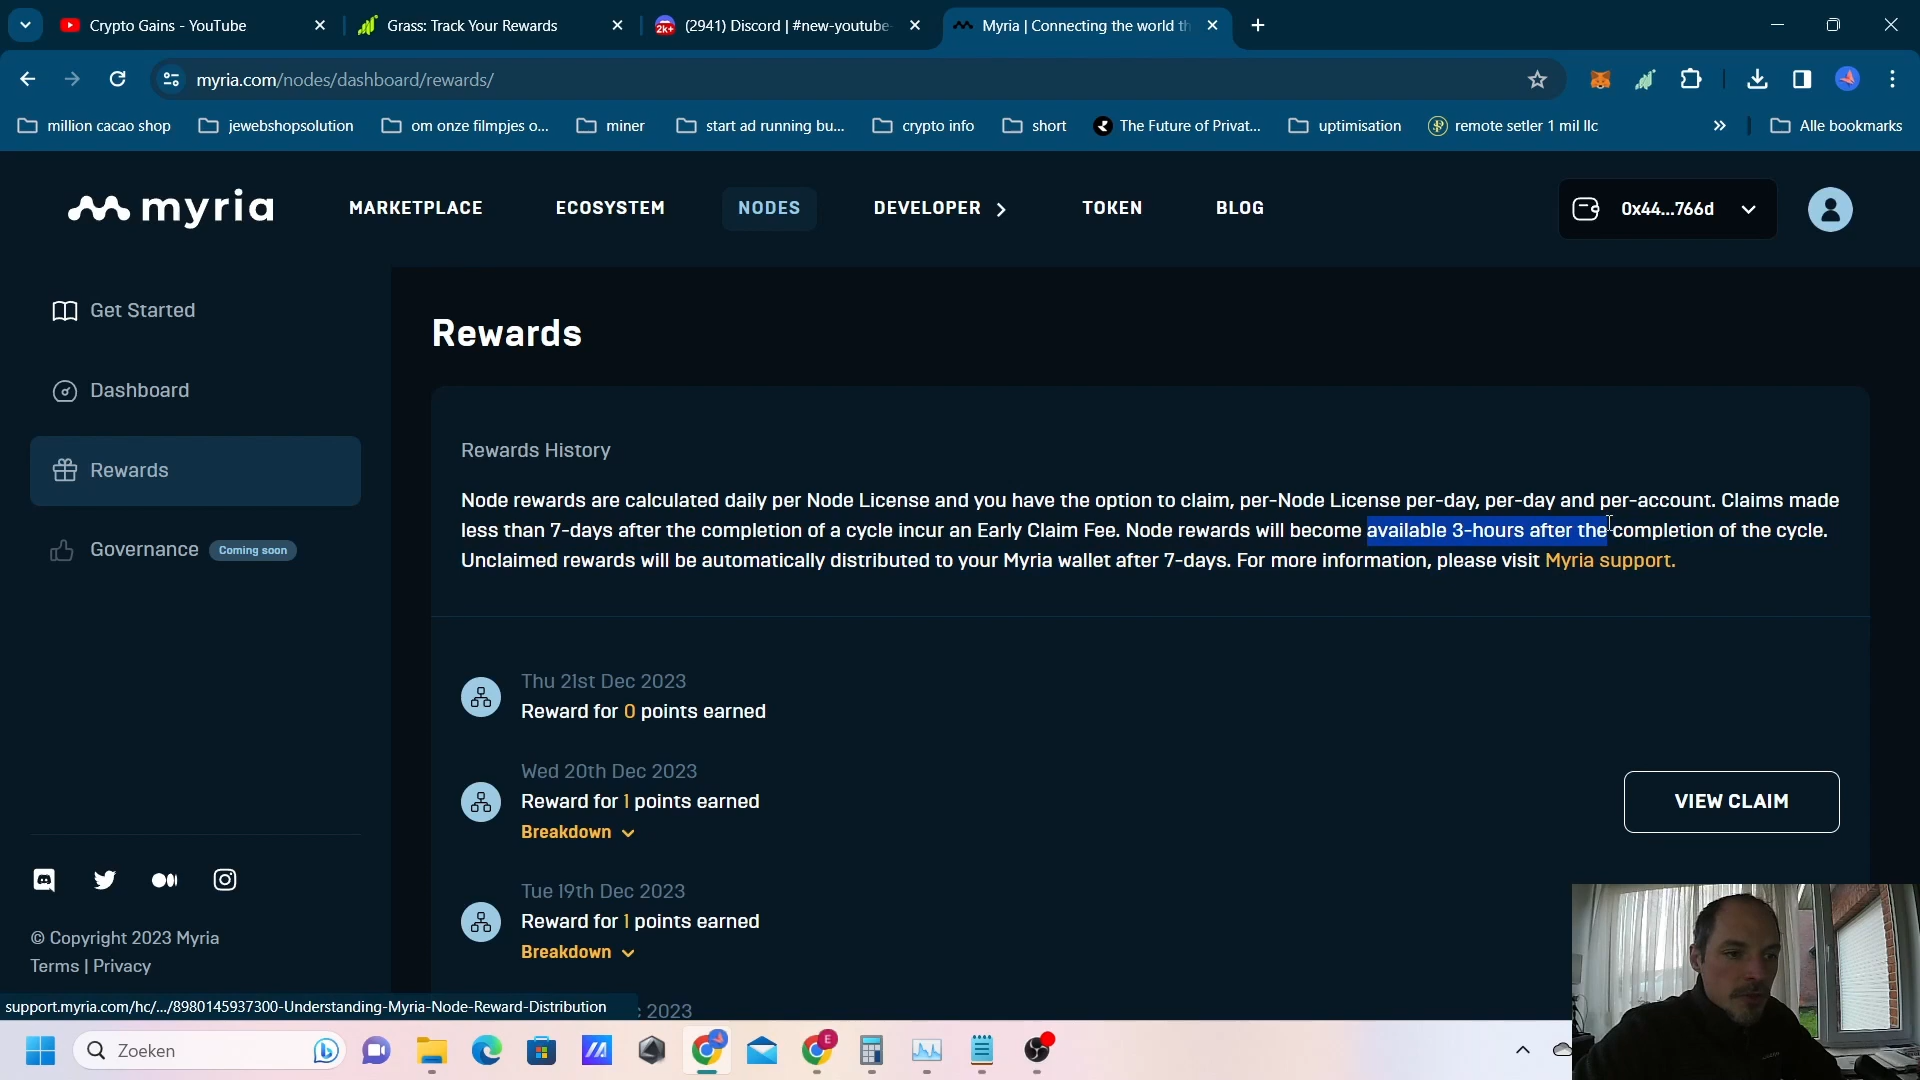 Crypto Gains - YouTube
Grass: Track Your Rewards
2k+
(2941) Discord | #new-youtube-
Myria | Connecting the world th
myria.com/nodes/dashboard/rewards/
million cacao shop
jewebshopsolution
om onze filmpjes o...
miner
start ad running bu...
crypto info
short
The Future of Privat...
uptimisation
remote setler 1 mil llc
Alle bookmarks
myria
MARKETPLACE
ECOSYSTEM
NODES
DEVELOPER
TOKEN
BLOG
0x44...766d
Get Started
Dashboard
Rewards
Governance
Coming soon
© Copyright 2023 Myria
Terms | Privacy
Rewards
Rewards History
Node rewards are calculated daily per Node License and you have the option to claim, per-Node License per-day, per-day and per-account. Claims made
less than 7-days after the completion of a cycle incur an Early Claim Fee. Node rewards will become available 3-hours after the completion of the cycle.
Unclaimed rewards will be automatically distributed to your Myria wallet after 7-days. For more information, please visit Myria support.
Thu 21st Dec 2023
Reward for 0 points earned
Wed 20th Dec 2023
Reward for 1 points earned
Breakdown
VIEW CLAIM
Tue 19th Dec 2023
Reward for 1 points earned
Breakdown
2023
support.myria.com/hc/.../8980145937300-Understanding-Myria-Node-Reward-Distribution
Zoeken
E